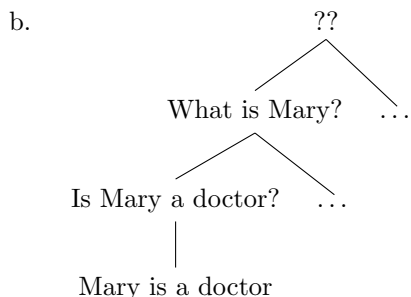 b. ??
What is Mary? ...
Is Mary a doctor? ...
Mary is a doctor